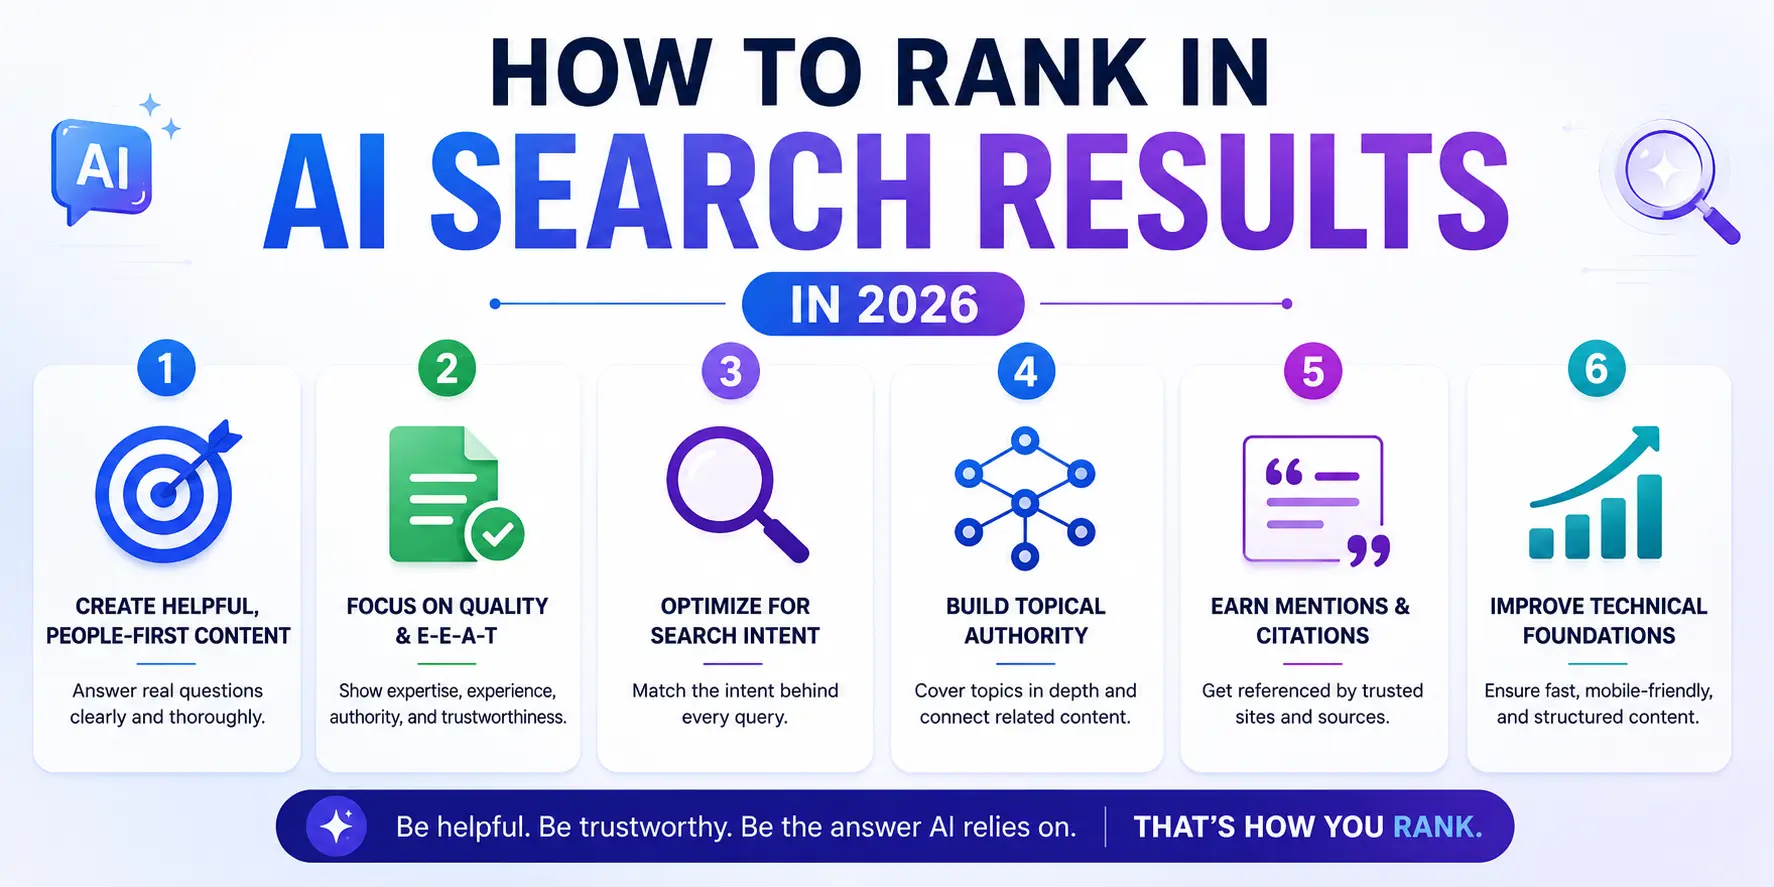 HOW TO RANK IN
AI
AI SEARCH RESULTS
IN 2026
1
CREATE HELPFUL,
PEOPLE-FIRST CONTENT
Answer real questions
clearly and thoroughly.
2
FOCUS ON QUALITY
& E-E-A-T
Show expertise, experience,
authority, and trustworthiness.
3
OPTIMIZE FOR
SEARCH INTENT
Match the intent behind
every query.
4
BUILD TOPICAL
AUTHORITY
Cover topics in depth and
connect related content.
5
EARN MENTIONS &
CITATIONS
Get referenced by trusted
sites and sources.
6
IMPROVE TECHNICAL
FOUNDATIONS
Ensure fast, mobile-friendly,
and structured content.
Be helpful. Be trustworthy. Be the answer AI relies on.
THAT'S HOW YOU RANK.